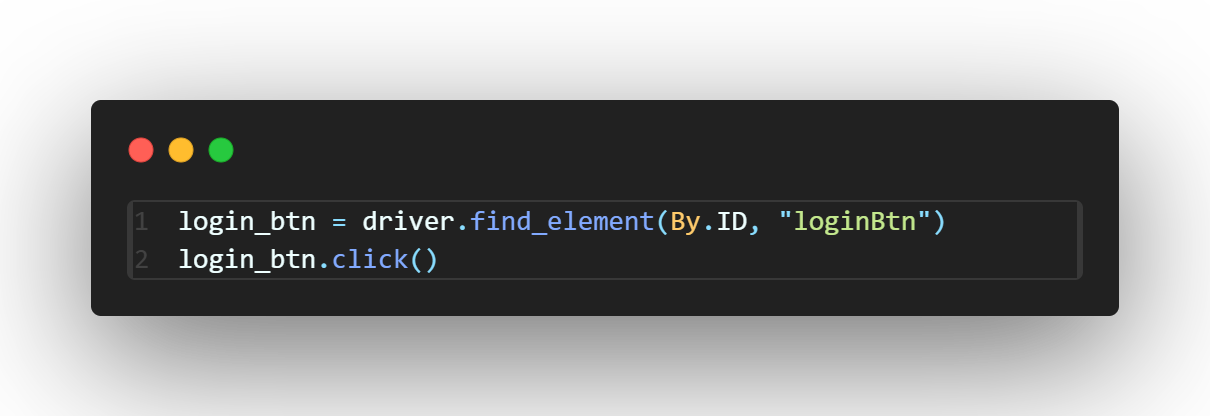 1 login_btn = driver.find_element(By.ID, "loginBtn")
2 login_btn.click()